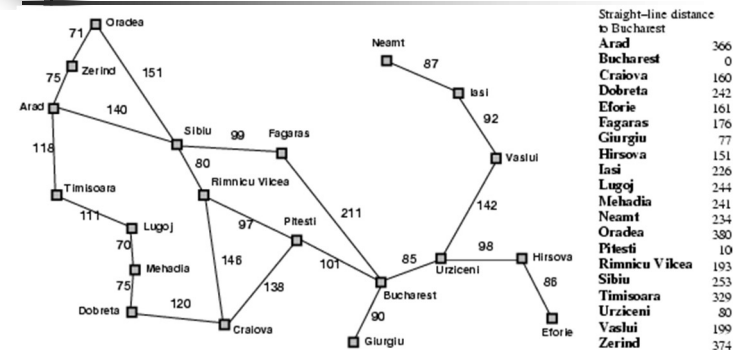 Oradea
71
Neamt
87
Zerind
151
75
Iasi
Arad
140
92
Sibiu
99
Fagaras
118
80
Vaslui
Timisoara
Rimnicu Vilcea
111
Lugoj
97
Pitesti
211
142
70
98
Hirsova
Mehadia
146
101
85
Urziceni
75
138
86
Bucharest
120
Dobreta
90
Craiova
Eforie
Giurgiu
Straight–line distance
to Bucharest
Arad 366
Bucharest 0
Craiova 160
Dobreta 242
Eforie 161
Fagaras 176
Giurgiu 77
Hirsova 151
Iasi 226
Lugoj 244
Mehadia 241
Neamt 234
Oradea 380
Pitesti 10
Rimnicu Vilcea 193
Sibiu 253
Timisoara 329
Urziceni 80
Vaslui 199
Zerind 374